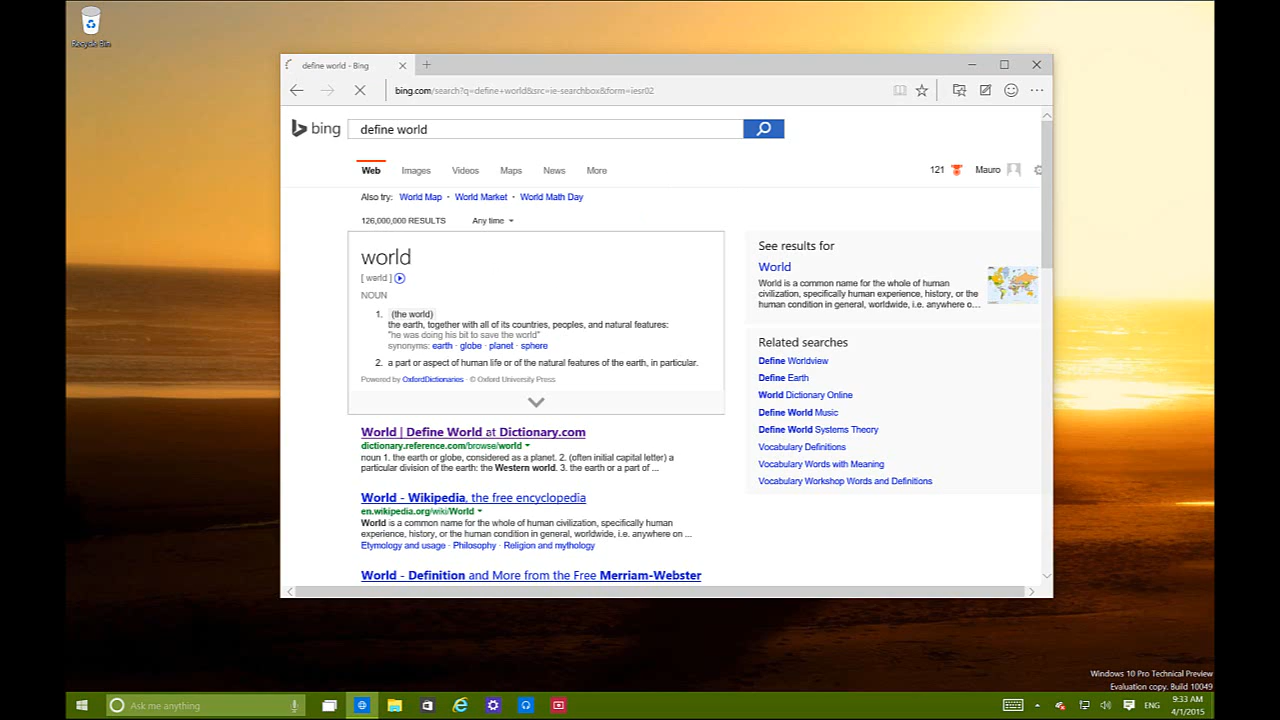 Recycle Bin
define world - Bing
bing.com/search?q=define+world&src=ie-searchbox&form=iesr02
bing
define world
Web Images Videos Maps News More
121 Mauro
Also try: World Map · World Market · World Math Day
126,000,000 RESULTS Any time
world
[ wərld ]
NOUN
1. (the world)
the earth, together with all of its countries, peoples, and natural features:
"he was doing his bit to save the world"
synonyms: earth · globe · planet · sphere
2. a part or aspect of human life or of the natural features of the earth, in particular.
Powered by OxfordDictionaries · © Oxford University Press
See results for
World
World is a common name for the whole of human
civilization, specifically human experience, history, or the
human condition in general, worldwide, i.e. anywhere o...
Related searches
Define Worldview
Define Earth
World Dictionary Online
Define World Music
Define World Systems Theory
Vocabulary Definitions
Vocabulary Words with Meaning
Vocabulary Workshop Words and Definitions
World | Define World at Dictionary.com
dictionary.reference.com/browse/world
noun 1. the earth or globe, considered as a planet. 2. (often initial capital letter) a
particular division of the earth: the Western world. 3. the earth or a part of ...
World - Wikipedia, the free encyclopedia
en.wikipedia.org/wiki/World
World is a common name for the whole of human civilization, specifically human
experience, history, or the human condition in general, worldwide, i.e. anywhere on ...
Etymology and usage · Philosophy · Religion and mythology
World - Definition and More from the Free Merriam-Webster
Windows 10 Pro Technical Preview
Evaluation copy. Build 10049
Ask me anything
ENG
9:33 AM
4/1/2015